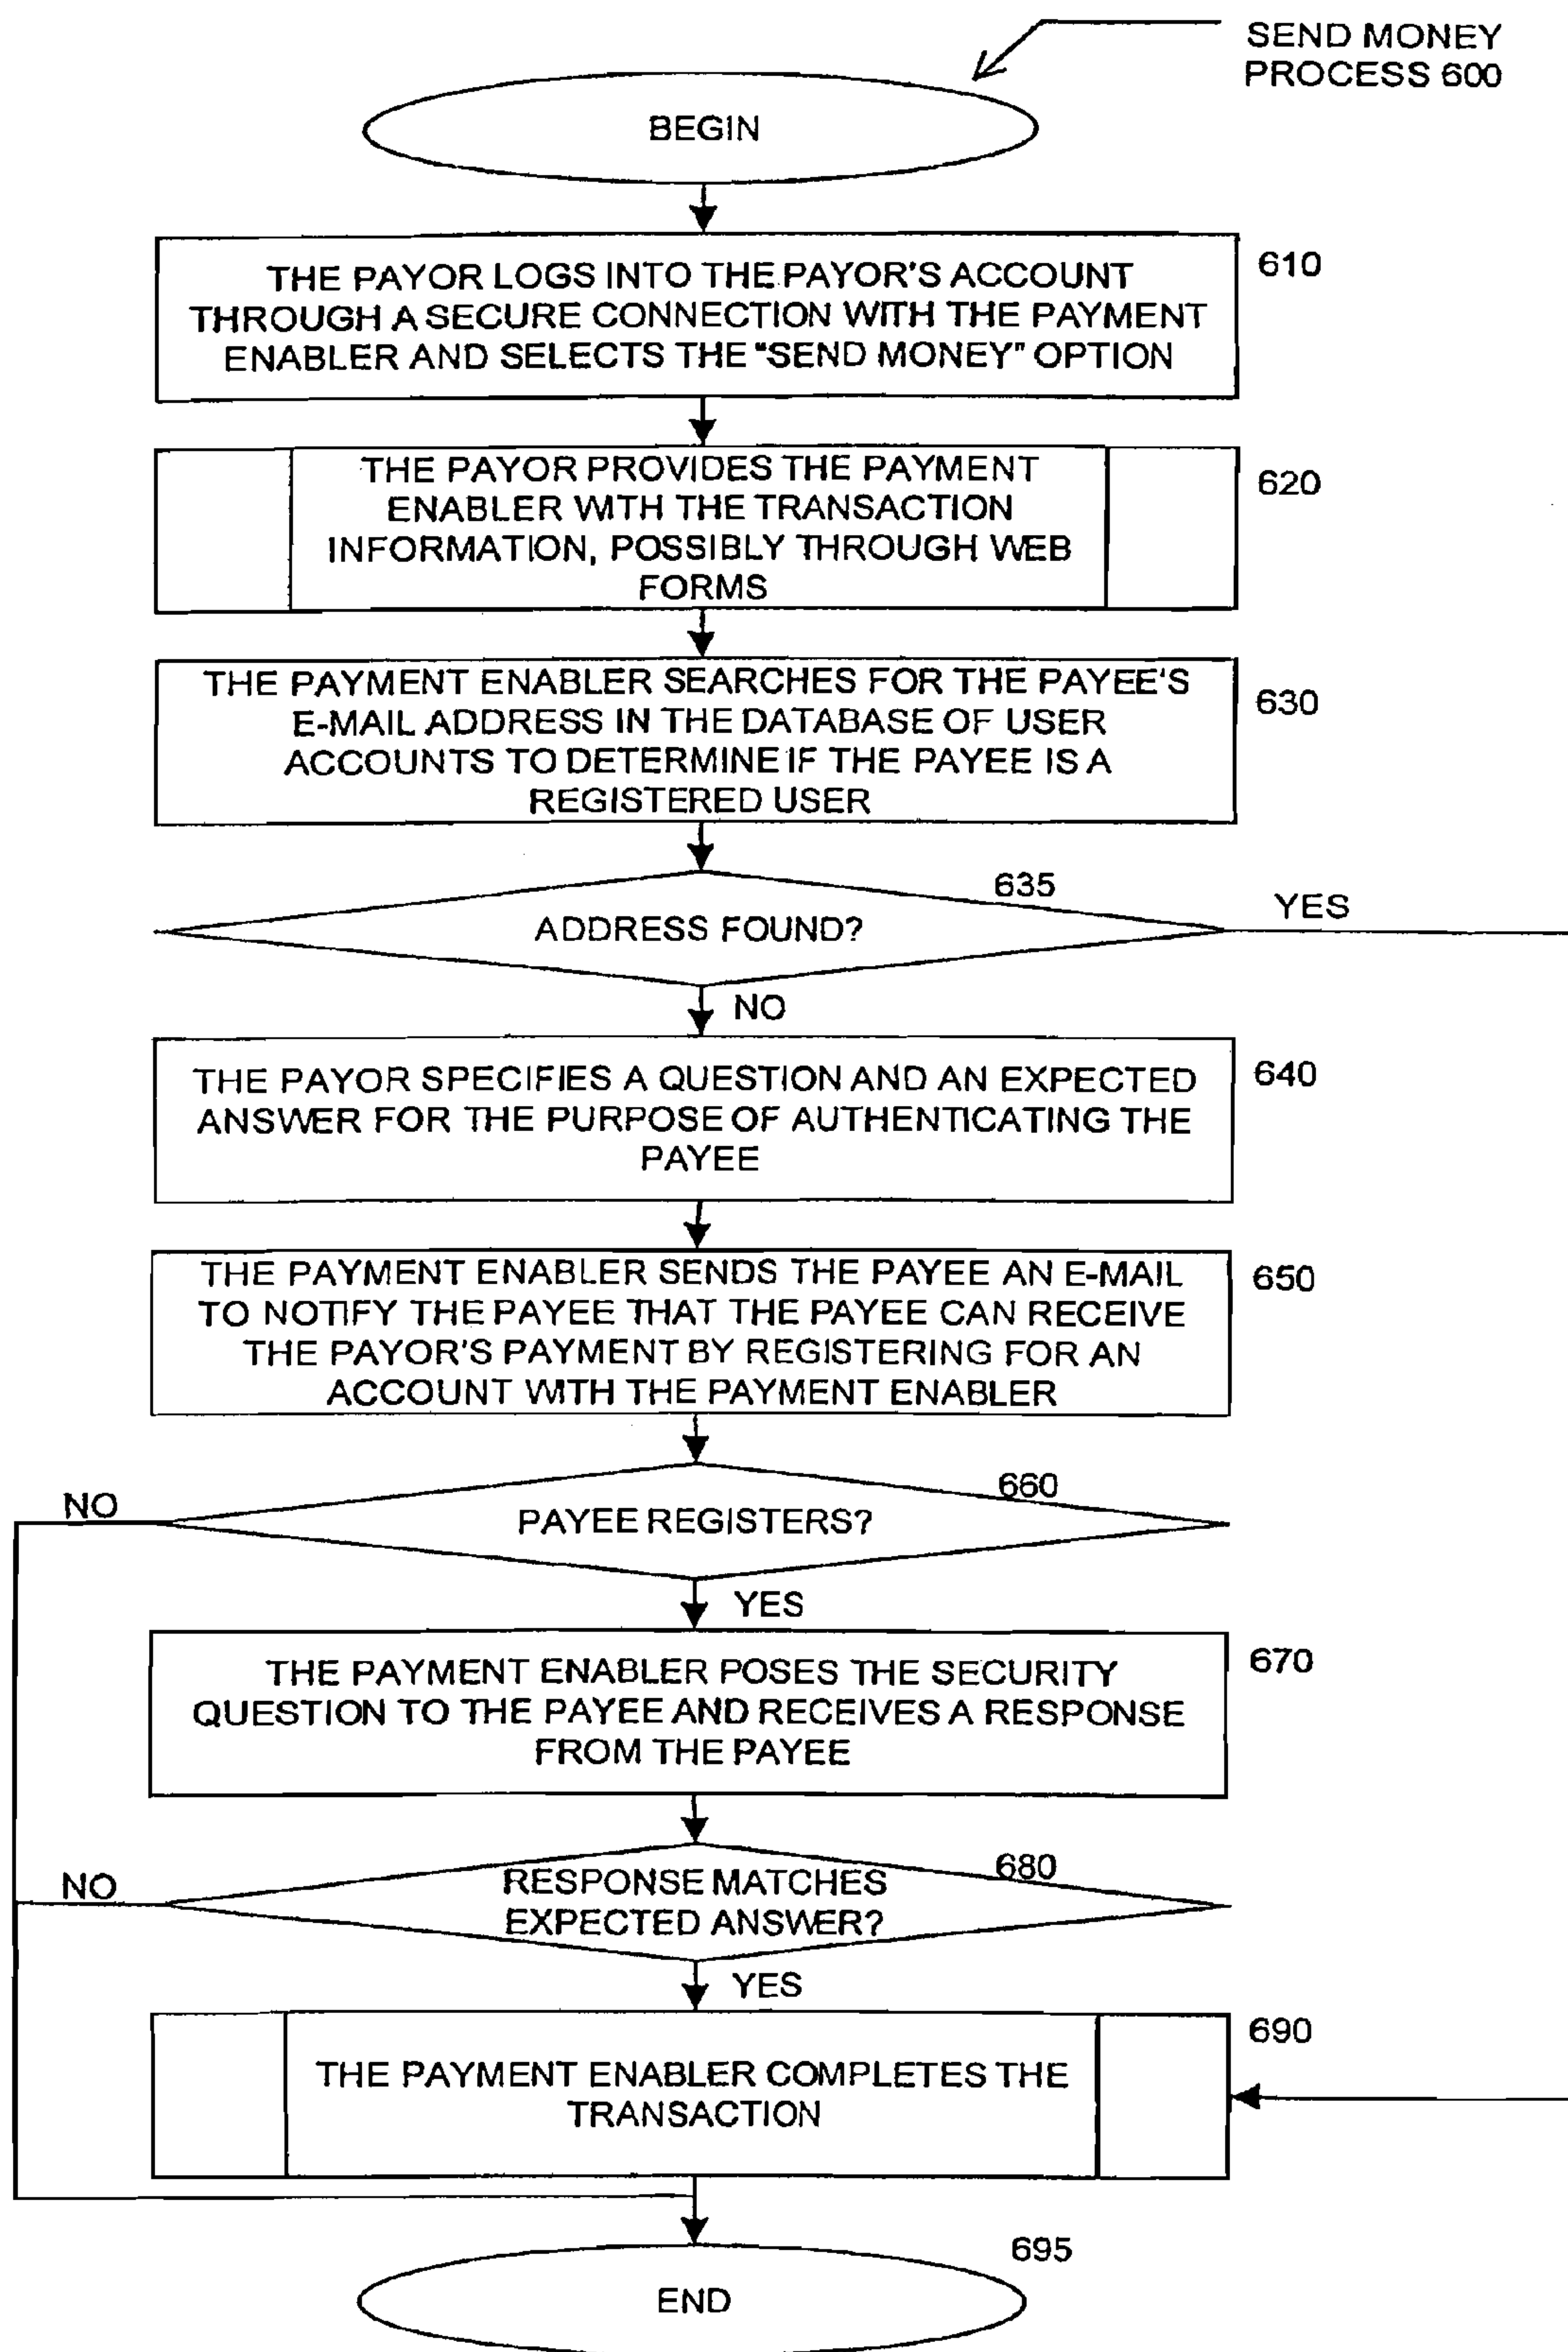 SEND MONEY
PROCESS 600
BEGIN
610
THE PAYOR LOGS INTO THE PAYOR'S ACCOUNT
THROUGH A SECURE CONNECTION WITH THE PAYMENT
ENABLER AND SELECTS THE "SEND MONEY" OPTION
620
THE PAYOR PROVIDES THE PAYMENT
ENABLER WITH THE TRANSACTION
INFORMATION, POSSIBLY THROUGH WEB
FORMS
630
THE PAYMENT ENABLER SEARCHES FOR THE PAYEE'S
E-MAIL ADDRESS IN THE DATABASE OF USER
ACCOUNTS TO DETERMINE IF THE PAYEE IS A
REGISTERED USER
635
YES
ADDRESS FOUND?
NO
640
THE PAYOR SPECIFIES A QUESTION AND AN EXPECTED
ANSWER FOR THE PURPOSE OF AUTHENTICATING THE
PAYEE
650
THE PAYMENT ENABLER SENDS THE PAYEE AN E-MAIL
TO NOTIFY THE PAYEE THAT THE PAYEE CAN RECEIVE
THE PAYOR'S PAYMENT BY REGISTERING FOR AN
ACCOUNT WITH THE PAYMENT ENABLER
660
NO
PAYEE REGISTERS?
YES
670
THE PAYMENT ENABLER POSES THE SECURITY
QUESTION TO THE PAYEE AND RECEIVES A RESPONSE
FROM THE PAYEE
680
NO
RESPONSE MATCHES
EXPECTED ANSWER?
YES
690
THE PAYMENT ENABLER COMPLETES THE
TRANSACTION
695
END